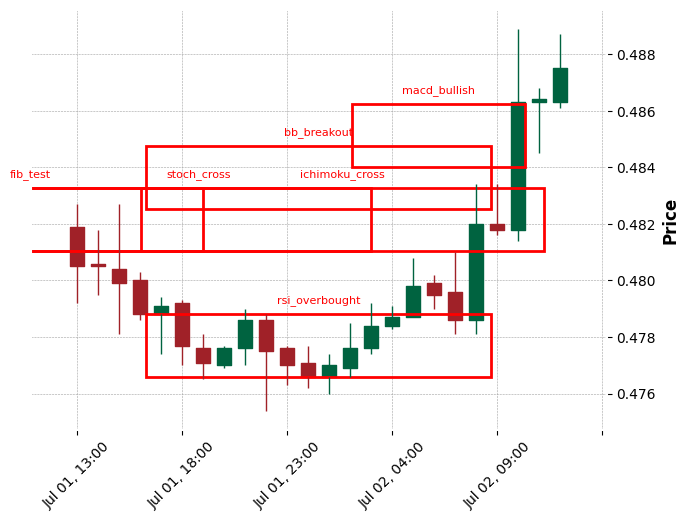 0.488
macd_bullish
0.486
bb_breakout
0.484
fib_test
stoch_cross
ichimoku_cross
0.482
Price
0.480
rsi_overbought
0.478
0.476
Jul 01, 13:00
Jul 01, 18:00
Jul 01, 23:00
Jul 02, 04:00
Jul 02, 09:00